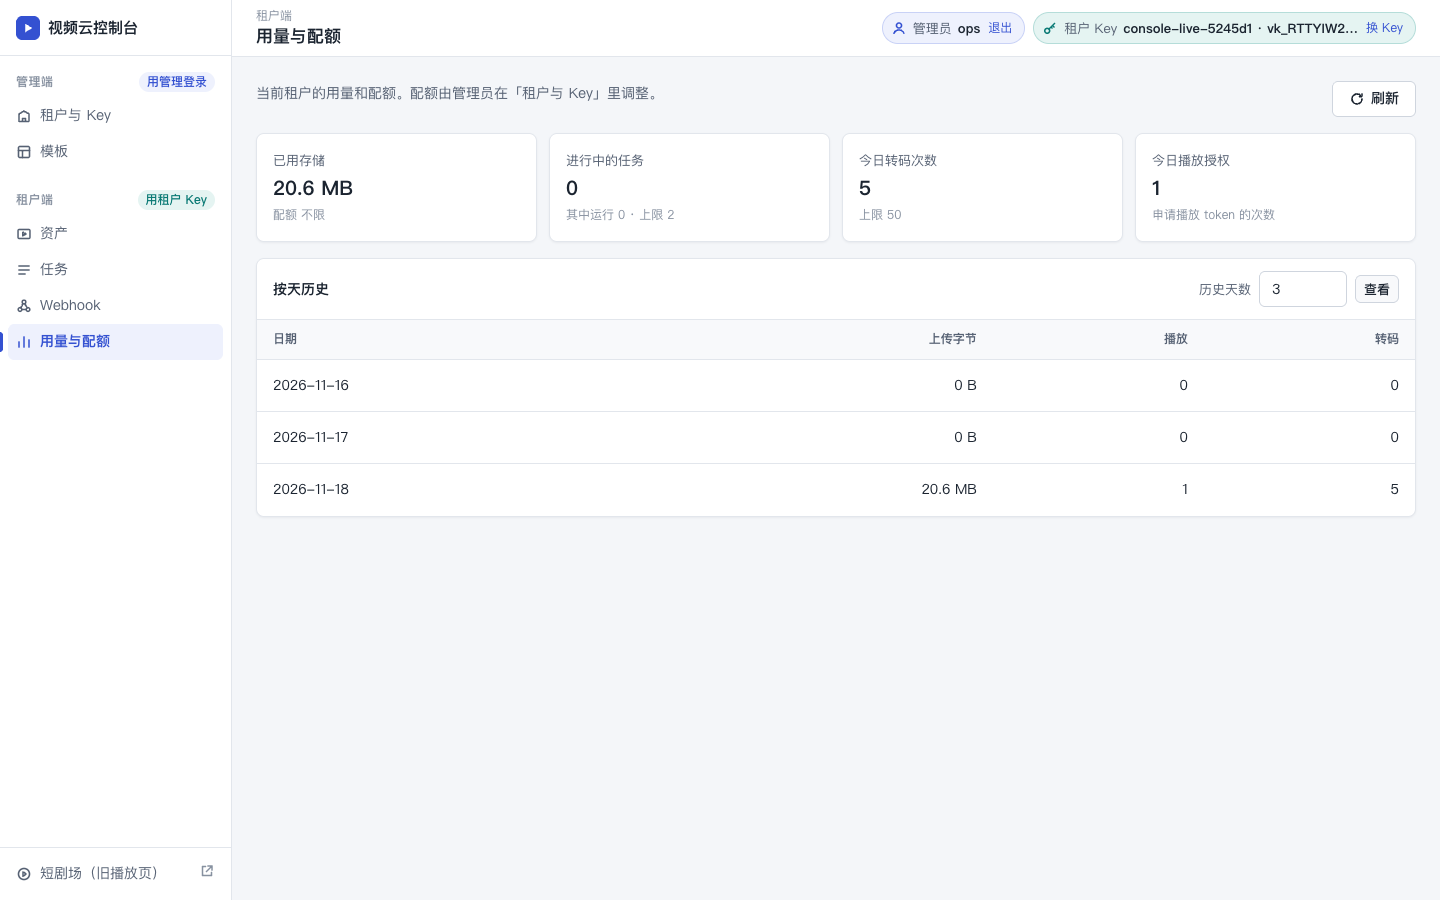 视频云控制台
管理端 用管理登录
租户与 Key
模板
租户端 用租户 Key
资产
任务
Webhook
用量与配额
短剧场（旧播放页）
租户端
用量与配额
管理员 ops 退出
租户 Key console-live-5245d1 · vk_RTTYIW2... 换 Key
当前租户的用量和配额。配额由管理员在「租户与 Key」里调整。
刷新
已用存储
20.6 MB
配额 不限
进行中的任务
0
其中运行 0 · 上限 2
今日转码次数
5
上限 50
今日播放授权
1
申请播放 token 的次数
按天历史
历史天数 3 查看
日期 上传字节 播放 转码
2026-11-16 0 B 0 0
2026-11-17 0 B 0 0
2026-11-18 20.6 MB 1 5